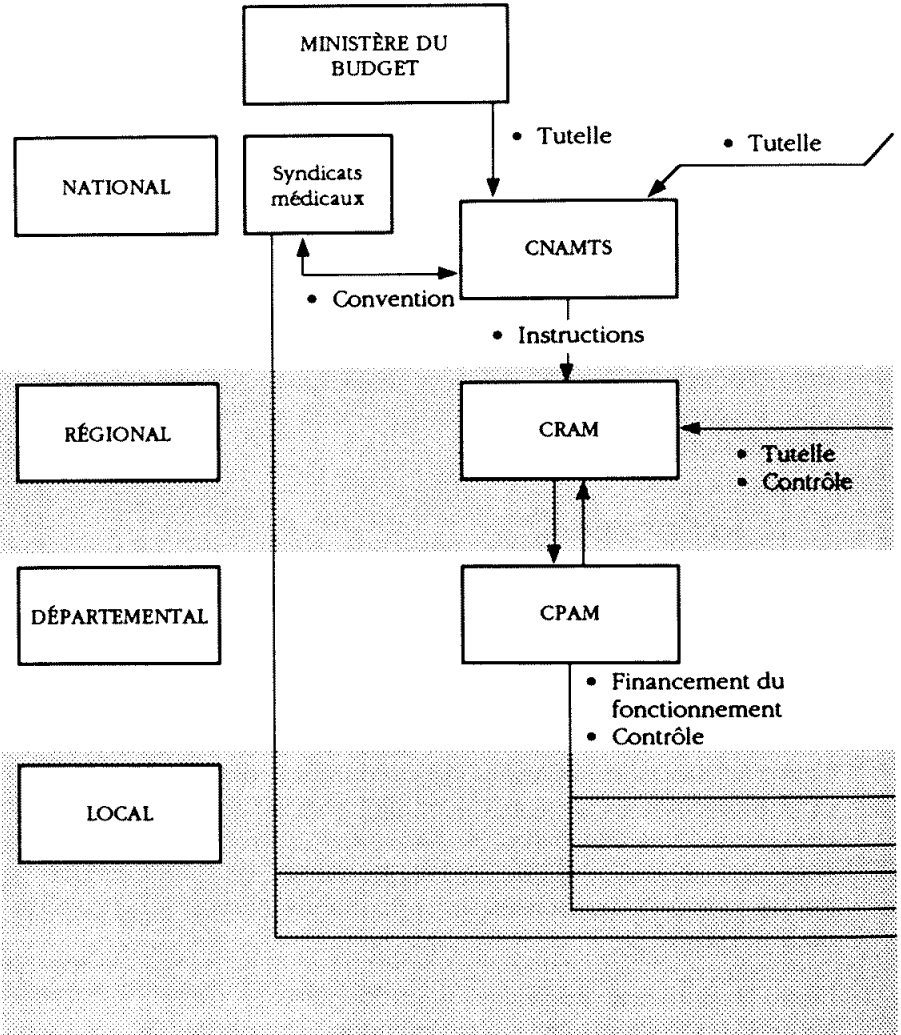 MINISTÈRE DU
BUDGET
• Tutelle
• Tutelle
NATIONAL
Syndicats
médicaux
CNAMTS
• Convention
• Instructions
RÉGIONAL
CRAM
• Tutelle
• Contrôle
DÉPARTEMENTAL
CPAM
• Financement du
fonctionnement
• Contrôle
LOCAL